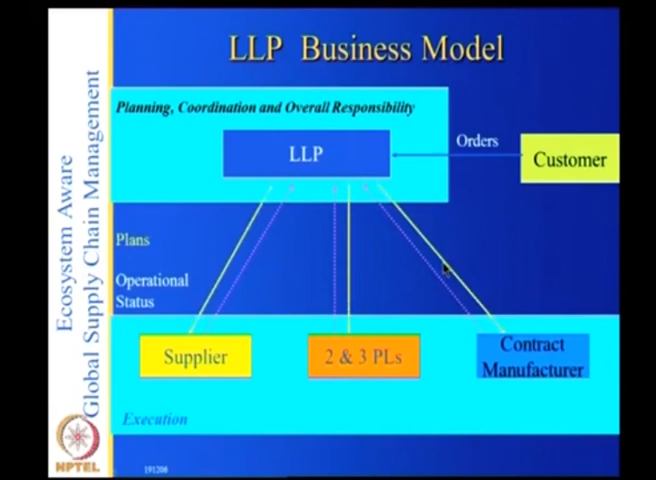 LLP Business Model
Planning, Coordination and Overall Responsibility
LLP
Orders
Customer
Plans
Operational
Status
Supplier
2 & 3 PLs
Contract
Manufacturer
Execution
Ecosystem Aware
Global Supply Chain Management
NPTEL
191206